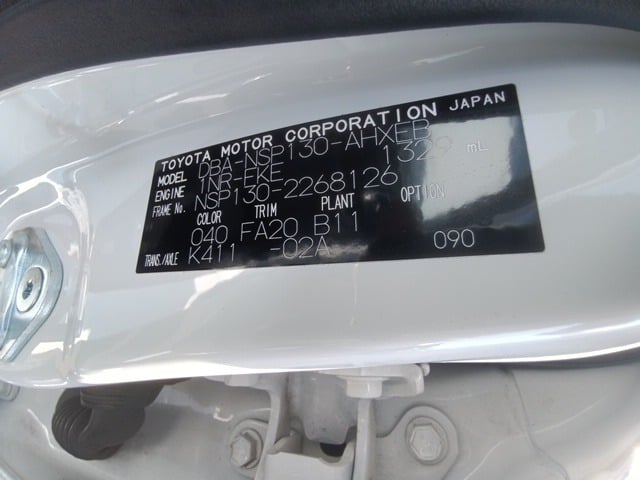 TOYOTA MOTOR CORPORATION JAPAN
MODEL DBA-NSP130-AHXEB
ENGINE 1NR-FKE 1329 mL
FRAME No. NSP130-2268126
COLOR TRIM PLANT OPTION
040 FA20 B11
TRANS./AXLE K411 -02A 090